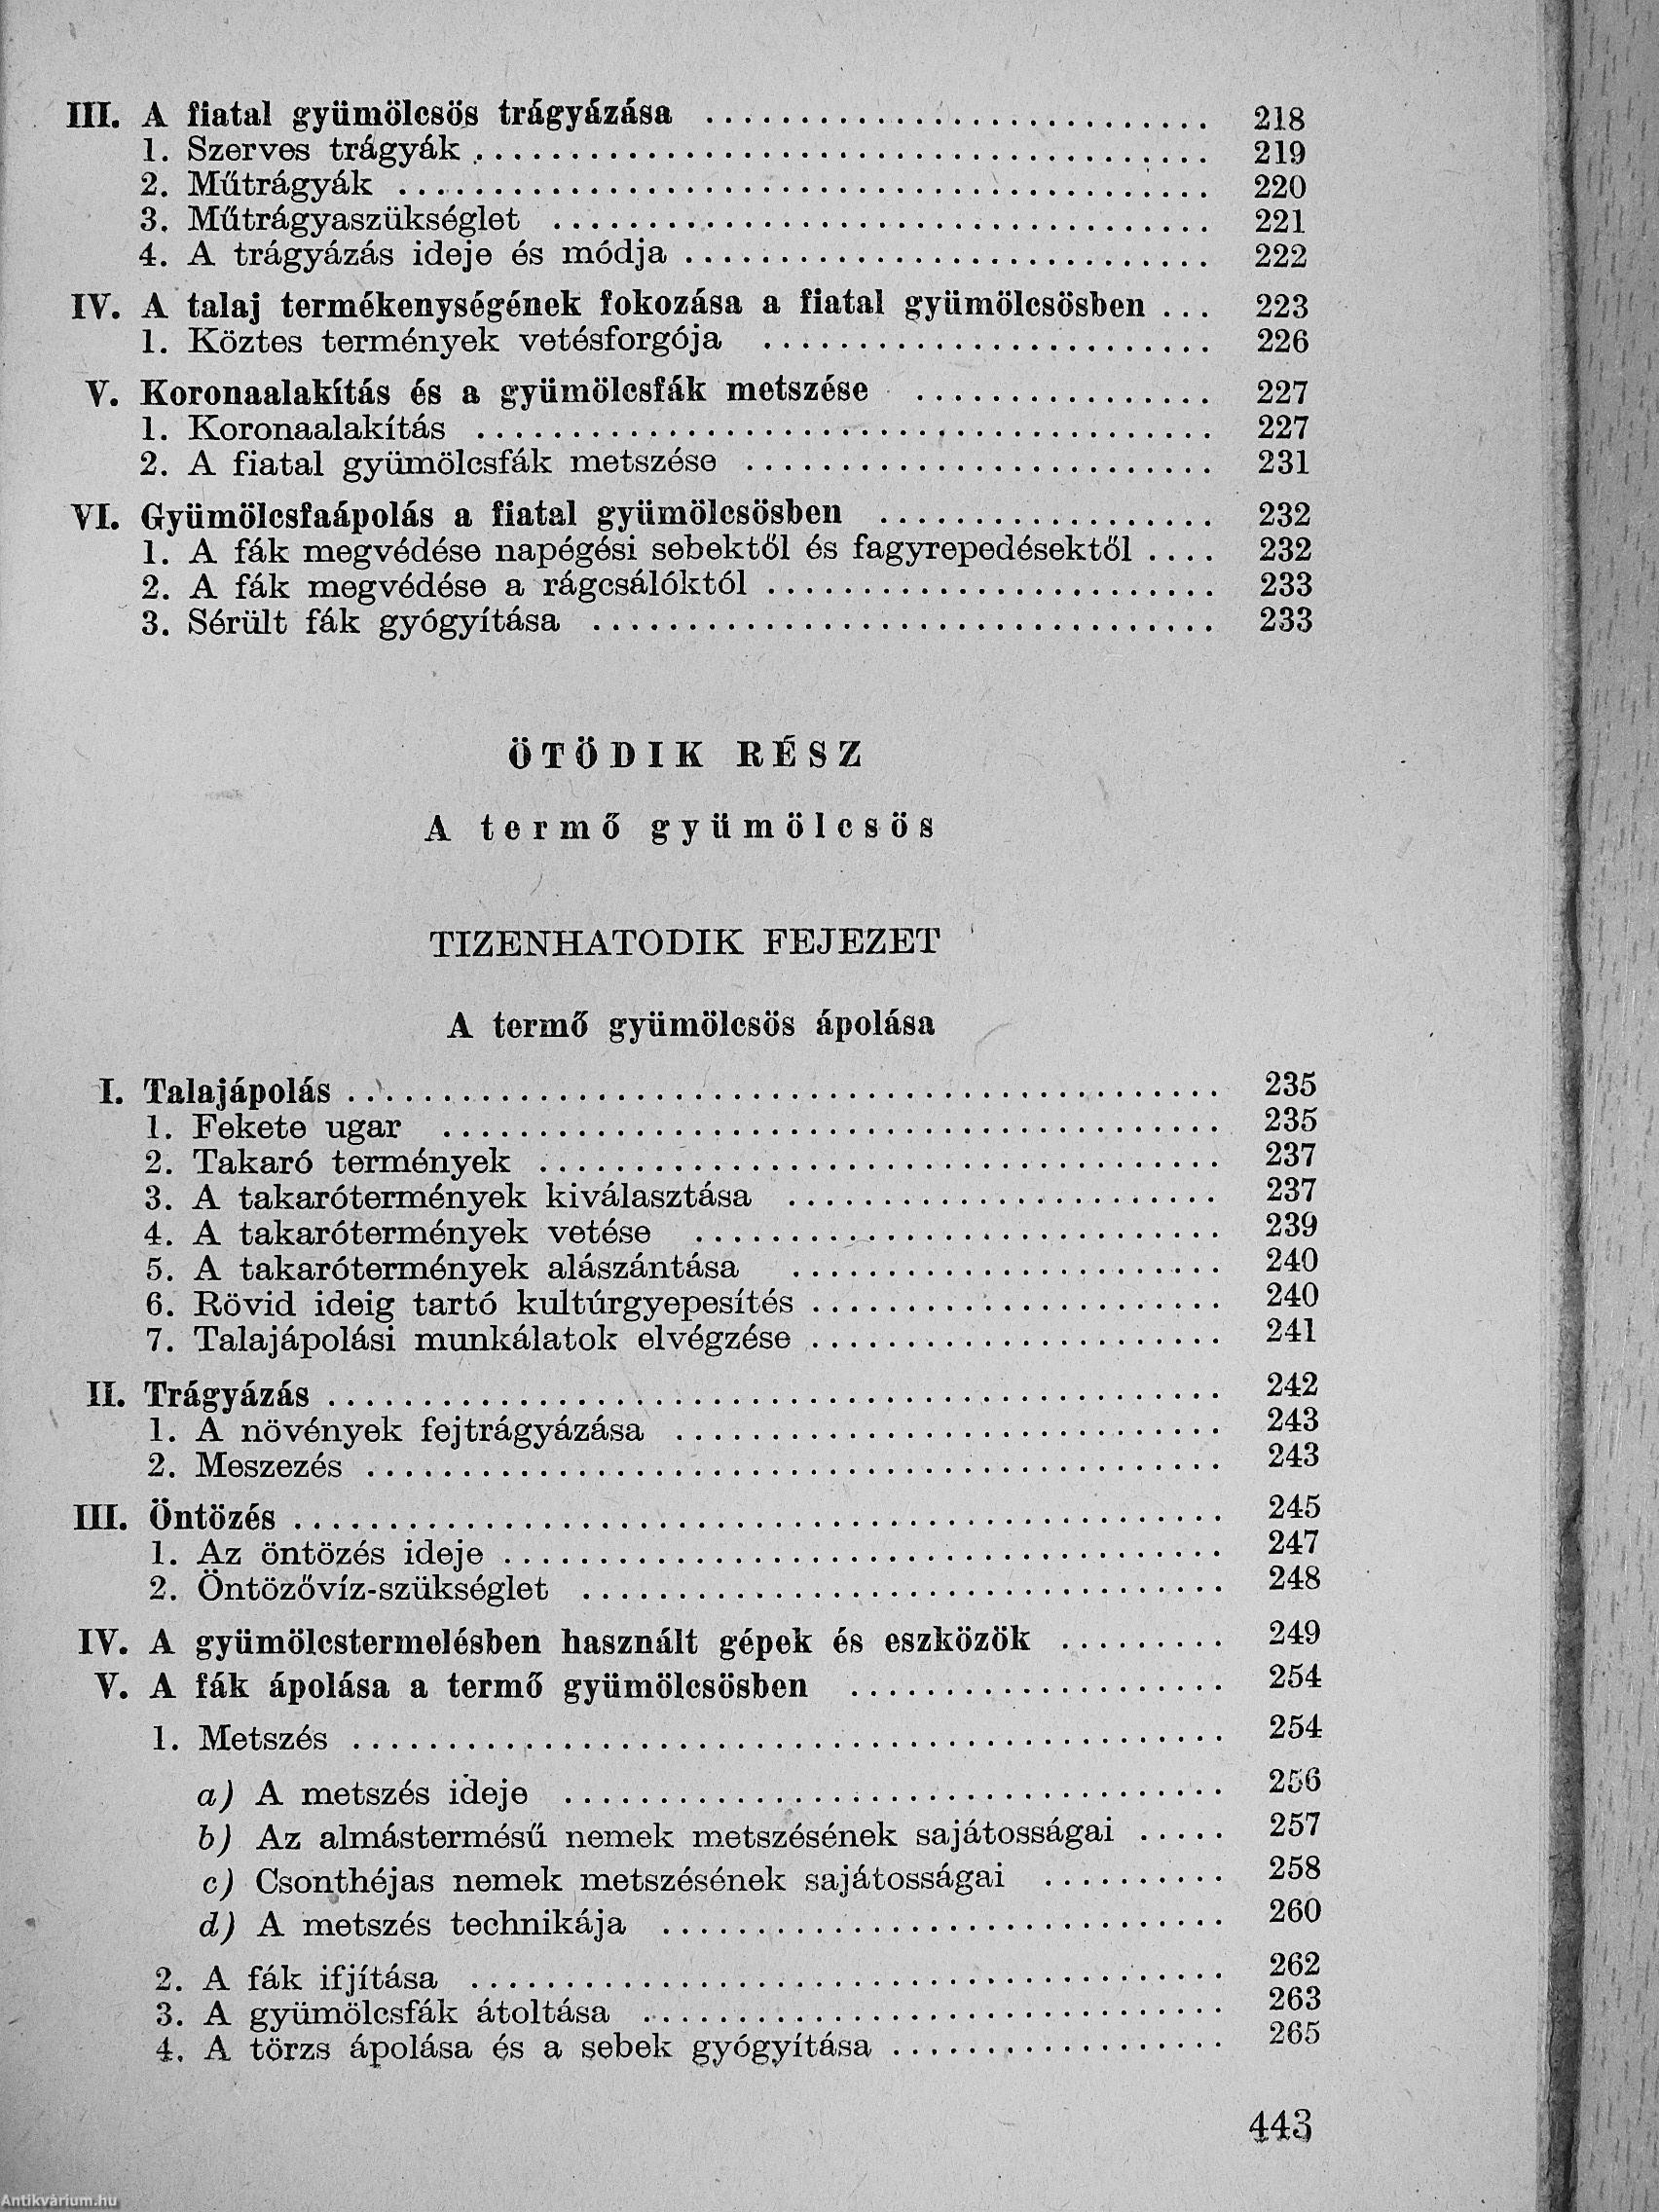 III. A fiatal gyümölcsös trágyázása .......................... 218
1. Szerves trágyák .......................... 219
2. Műtrágyák .......................... 220
3. Műtrágyaszükséglet .......................... 221
4. A trágyázás ideje és módja .......................... 222
IV. A talaj termékenységének fokozása a fiatal gyümölcsösben ... 223
1. Köztes termények vetésforgója .......................... 226
V. Koronaalakítás és a gyümölcsfák metszése ................ 227
1. Koronaalakítás .......................... 227
2. A fiatal gyümölcsfák metszése .......................... 231
VI. Gyümölcsfaápolás a fiatal gyümölcsösben .................. 232
1. A fák megvédése napégési sebektől és fagyrepedésektől .... 232
2. A fák megvédése a rágcsálóktól .......................... 233
3. Sérült fák gyógyítása .......................... 233
ÖTÖDIK RÉSZ
A termő gyümölcsös
TIZENHATODIK FEJEZET
A termő gyümölcsös ápolása
I. Talajápolás .......................... 235
1. Fekete ugar .......................... 235
2. Takaró termények .......................... 237
3. A takarótermények kiválasztása .......................... 237
4. A takarótermények vetése .......................... 239
5. A takarótermények alászántása .......................... 240
6. Rövid ideig tartó kultúrgyepesítés .......................... 240
7. Talajápolási munkálatok elvégzése .......................... 241
II. Trágyázás .......................... 242
1. A növények fejtrágyázása .......................... 243
2. Meszezés .......................... 243
III. Öntözés .......................... 245
1. Az öntözés ideje .......................... 247
2. Öntözővíz-szükséglet .......................... 248
IV. A gyümölcstermelésben használt gépek és eszközök ......... 249
V. A fák ápolása a termő gyümölcsösben .................... 254
1. Metszés .......................... 254
a) A metszés ideje .......................... 256
b) Az almástermésű nemek metszésének sajátosságai ..... 257
c) Csonthéjas nemek metszésének sajátosságai .......... 258
d) A metszés technikája .......................... 260
2. A fák ifjítása .......................... 262
3. A gyümölcsfák átoltása .......................... 263
4. A törzs ápolása és a sebek gyógyítása .................. 265
443
Antikvárium.hu